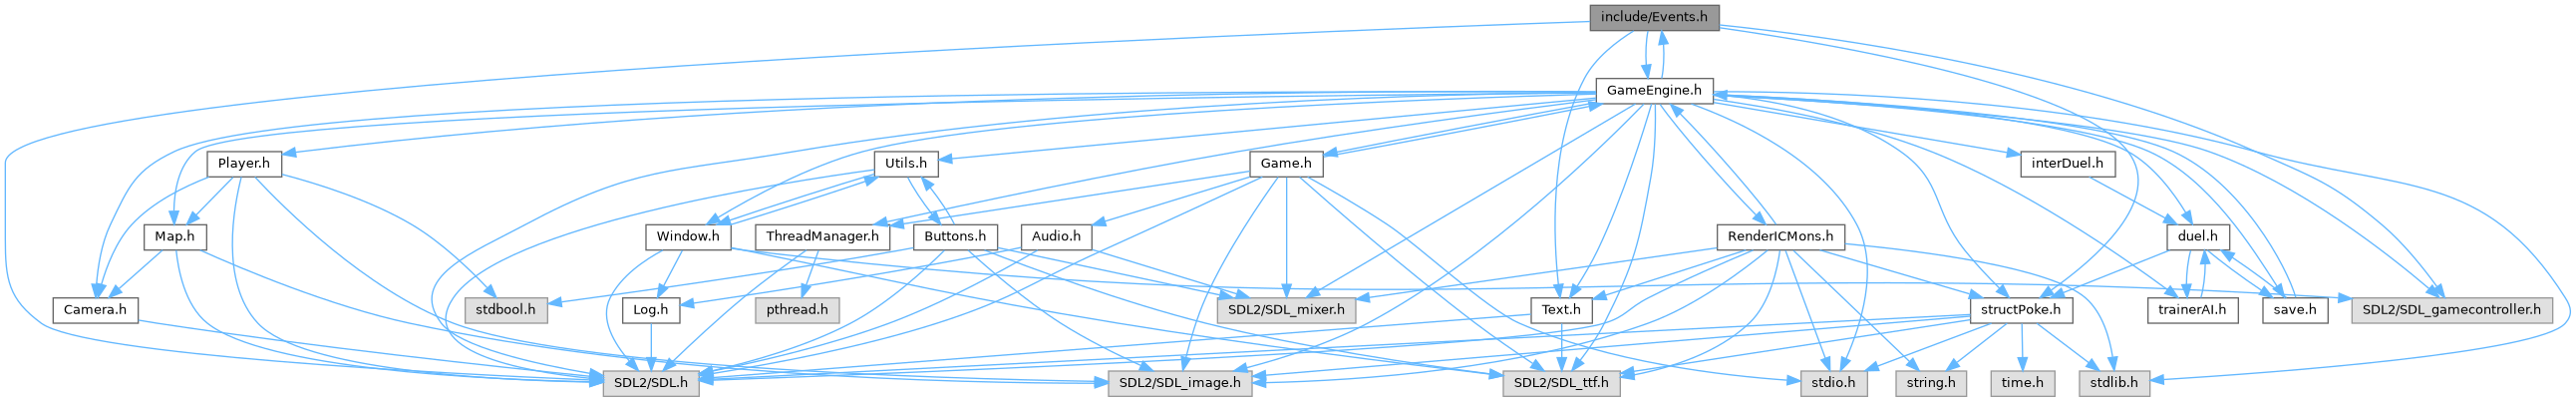 include/Events.h
GameEngine.h
Player.h
Utils.h
Game.h
interDuel.h
Map.h
Window.h
ThreadManager.h
Buttons.h
Audio.h
RenderICMons.h
duel.h
Camera.h
stdbool.h
Log.h
pthread.h
SDL2/SDL_mixer.h
Text.h
structPoke.h
trainerAI.h
save.h
SDL2/SDL_gamecontroller.h
SDL2/SDL.h
SDL2/SDL_image.h
SDL2/SDL_ttf.h
stdio.h
string.h
time.h
stdlib.h